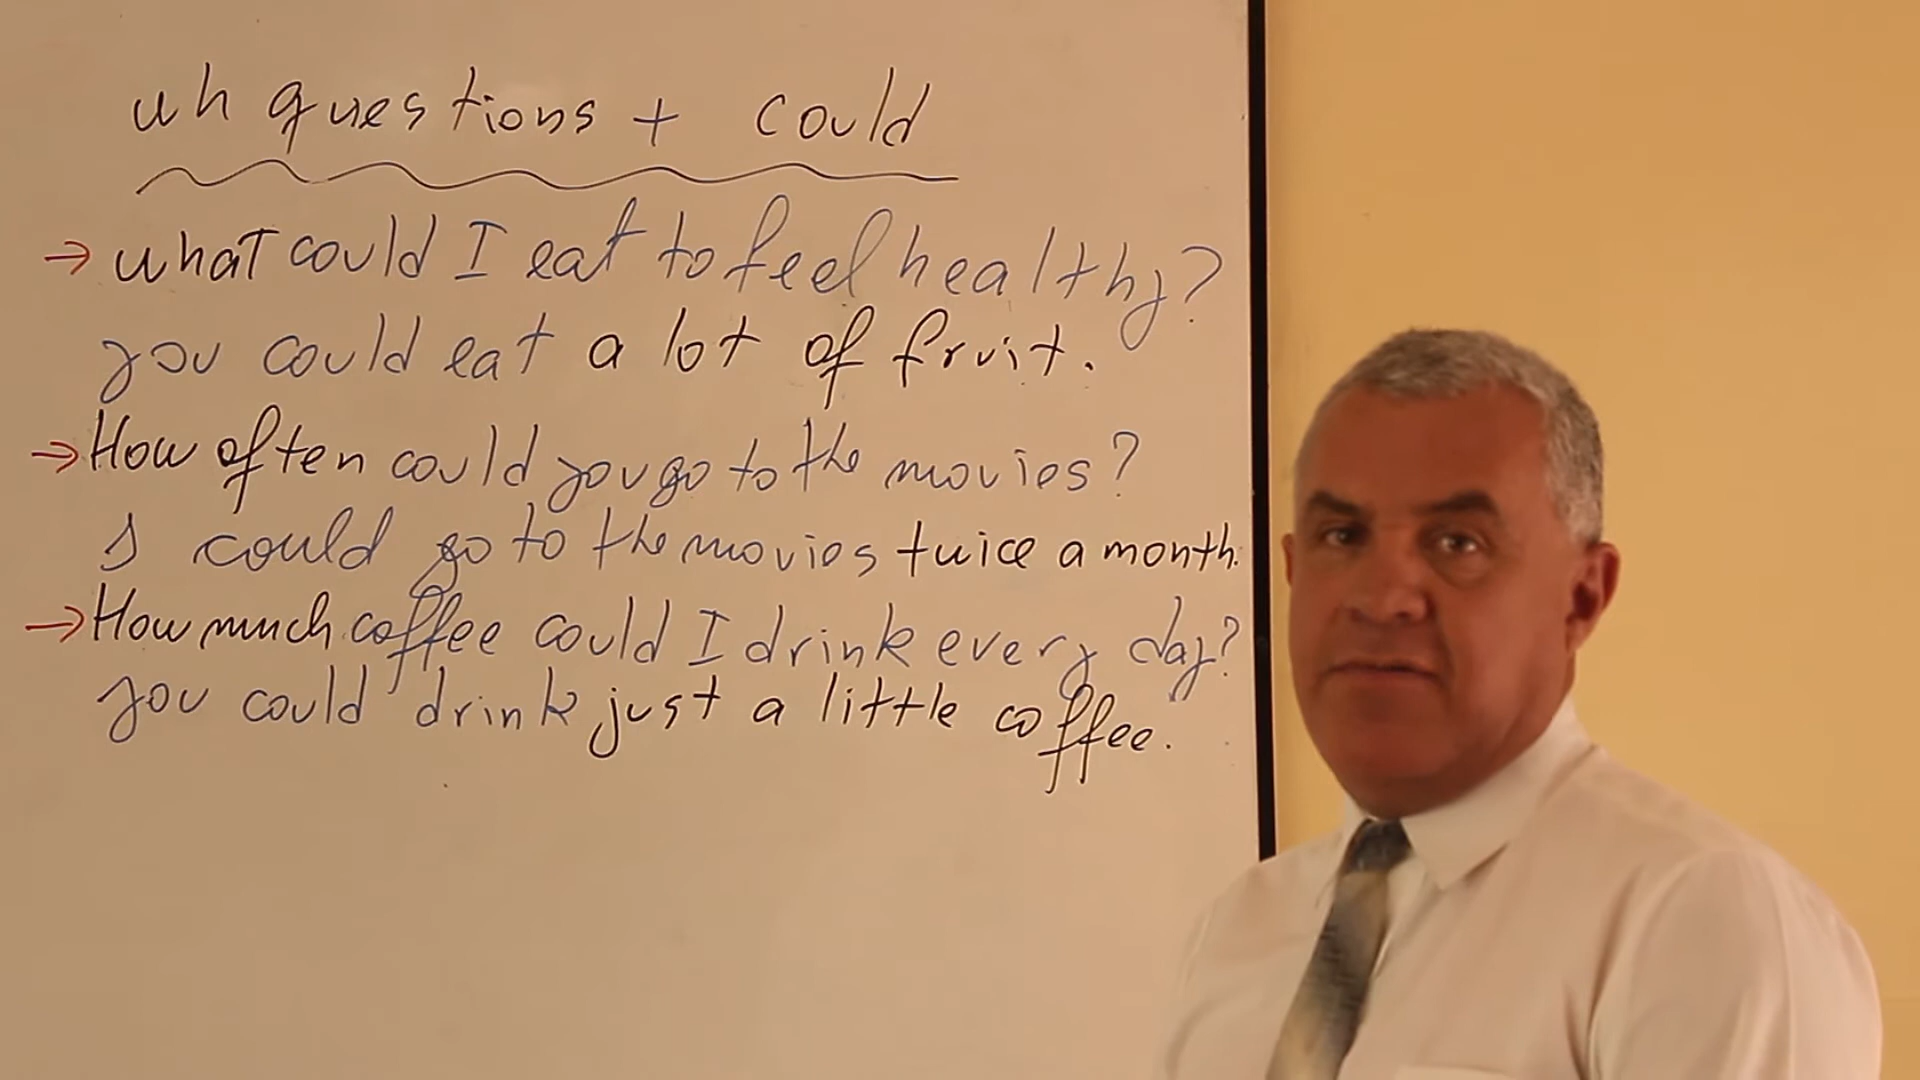 wh questions + could
→ what could I eat to feel healthy?
you could eat a lot of fruit.
→ How often could you go to the movies?
I could go to the movies twice a month.
→ How much coffee could I drink every day?
you could drink just a little coffee.